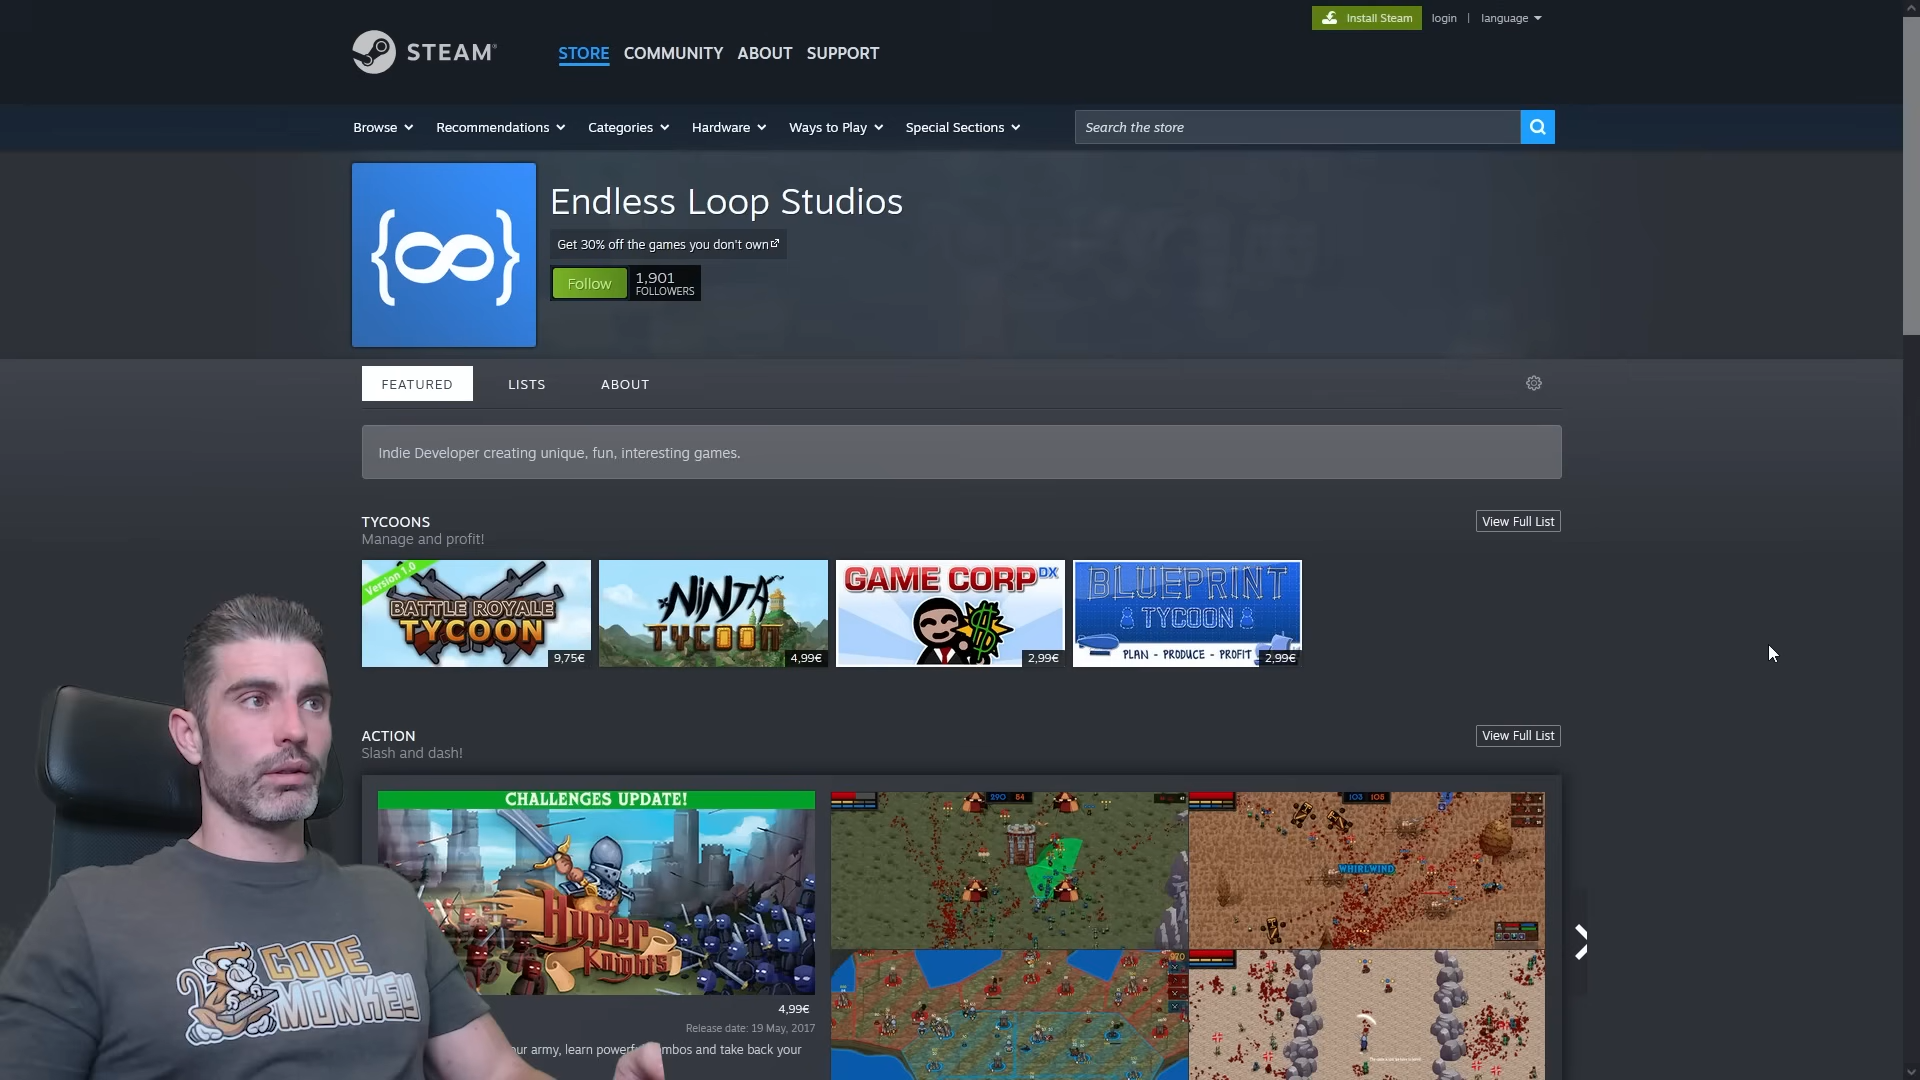 Install Steam
login
|
language
STEAM
STORE
COMMUNITY
ABOUT
SUPPORT
Browse
Recommendations
Categories
Hardware
Ways to Play
Special Sections
Search the store
Endless Loop Studios
Get 30% off the games you don't own
Follow
1,901
FOLLOWERS
FEATURED
LISTS
ABOUT
Indie Developer creating unique, fun, interesting games.
TYCOONS
View Full List
Manage and profit!
Version 1.0
BATTLE ROYALE
TYCOON
9,75€
NINJA
TYCOON
4,99€
GAME CORP DX
2,99€
BLUEPRINT
TYCOON
PLAN - PRODUCE - PROFIT
2,99€
ACTION
View Full List
Slash and dash!
CHALLENGES UPDATE!
Hyper
Knights
290 84
WHIRLWIND
4,99€
Release date: 19 May, 2017
our army, learn powerf
mbos and take back your
CODE
MONKEY